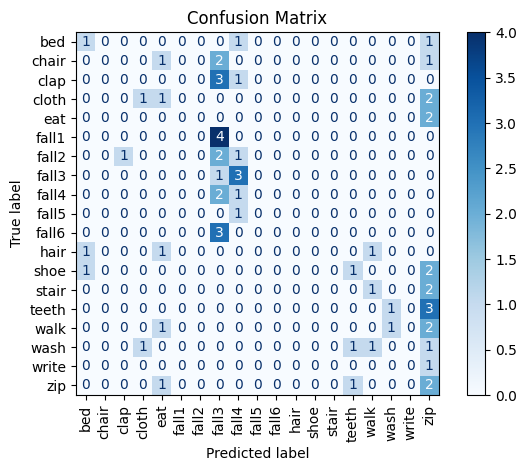 Confusion Matrix
bed 1 0 0 0 0 0 0 0 1 0 0 0 0 0 0 0 0 0 1
chair 0 0 0 0 1 0 0 2 0 0 0 0 0 0 0 0 0 0 1
clap 0 0 0 0 0 0 0 3 1 0 0 0 0 0 0 0 0 0 0
cloth 0 0 0 1 1 0 0 0 0 0 0 0 0 0 0 0 0 0 2
eat 0 0 0 0 0 0 0 0 0 0 0 0 0 0 0 0 0 0 2
fall1 0 0 0 0 0 0 0 4 0 0 0 0 0 0 0 0 0 0 0
fall2 0 0 1 0 0 0 0 2 1 0 0 0 0 0 0 0 0 0 0
fall3 0 0 0 0 0 0 0 1 3 0 0 0 0 0 0 0 0 0 0
fall4 0 0 0 0 0 0 0 2 1 0 0 0 0 0 0 0 0 0 0
fall5 0 0 0 0 0 0 0 0 1 0 0 0 0 0 0 0 0 0 0
fall6 0 0 0 0 0 0 0 3 0 0 0 0 0 0 0 0 0 0 0
hair 1 0 0 0 1 0 0 0 0 0 0 0 0 0 0 1 0 0 0
shoe 1 0 0 0 0 0 0 0 0 0 0 0 0 0 1 0 0 0 2
stair 0 0 0 0 0 0 0 0 0 0 0 0 0 0 0 1 0 0 2
teeth 0 0 0 0 0 0 0 0 0 0 0 0 0 0 0 0 1 0 3
walk 0 0 0 0 1 0 0 0 0 0 0 0 0 0 0 0 1 0 2
wash 0 0 0 1 0 0 0 0 0 0 0 0 0 0 1 1 0 0 1
write 0 0 0 0 0 0 0 0 0 0 0 0 0 0 0 0 0 0 1
zip 0 0 0 0 1 0 0 0 0 0 0 0 0 0 1 0 0 0 2
bed chair clap cloth eat fall1 fall2 fall3 fall4 fall5 fall6 hair shoe stair teeth walk wash write zip
Predicted label
True label
4.0
3.5
3.0
2.5
2.0
1.5
1.0
0.5
0.0